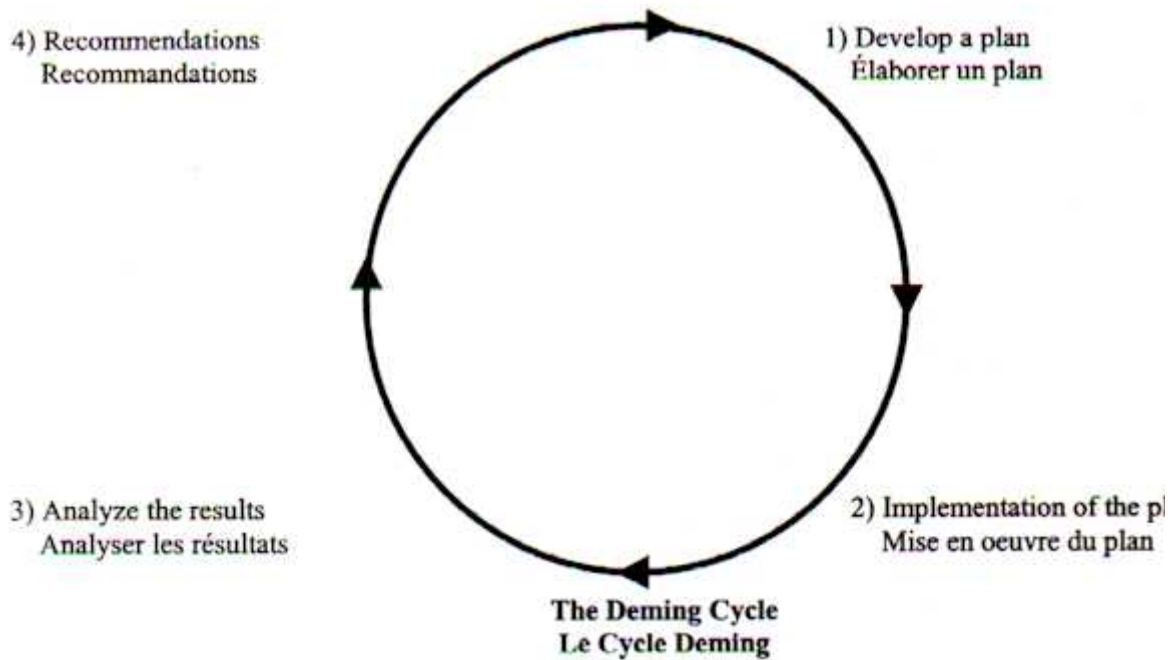 4) Recommendations
Recommandations
1) Develop a plan
Élaborer un plan
3) Analyze the results
Analyser les résultats
2) Implementation of the
Mise en oeuvre du plan
The Deming Cycle
Le Cycle Deming